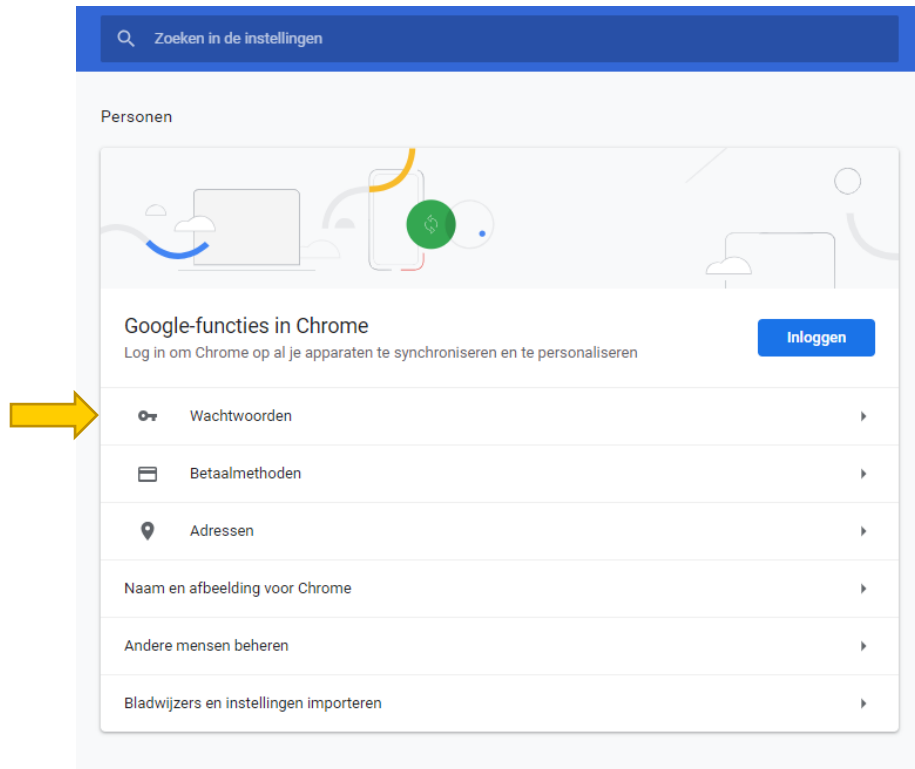 Zoeken in de instellingen
Personen
Google-functies in Chrome
Log in om Chrome op al je apparaten te synchroniseren en te personaliseren
Inloggen
Wachtwoorden
Betaalmethoden
Adressen
Naam en afbeelding voor Chrome
Andere mensen beheren
Bladwijzers en instellingen importeren